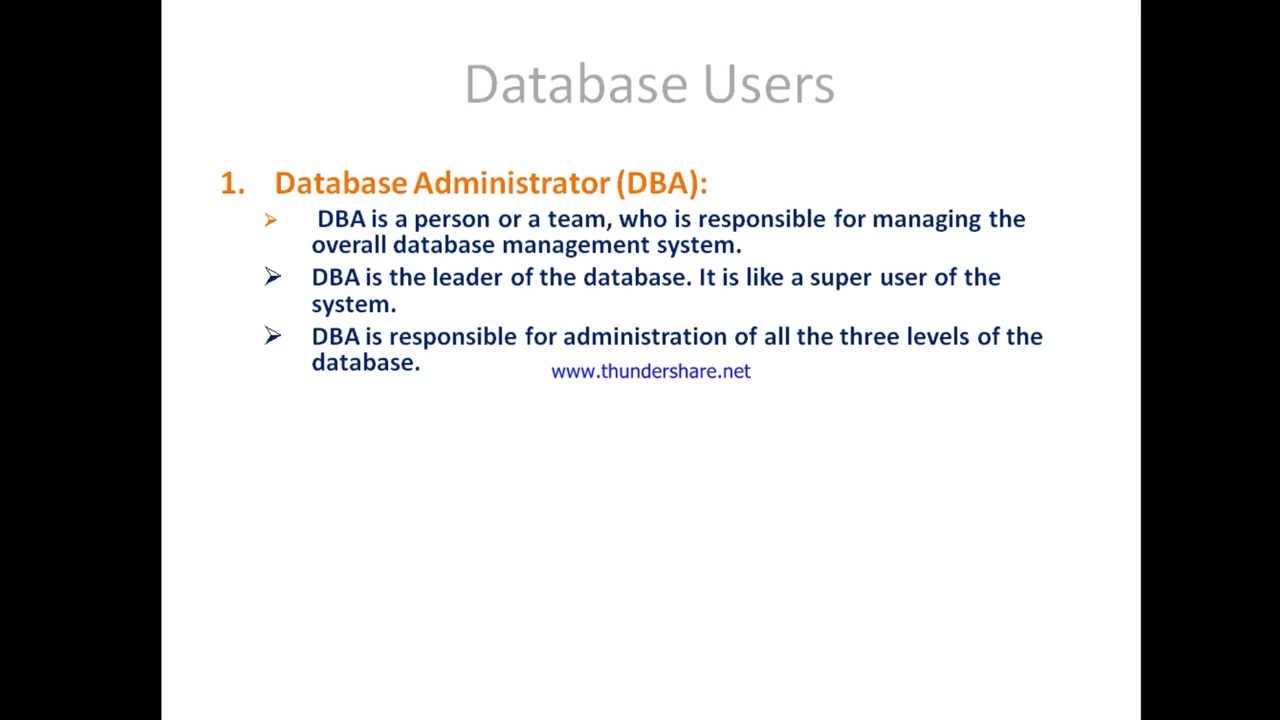 Database Users
1. Database Administrator (DBA):
➢ DBA is a person or a team, who is responsible for managing the
overall database management system.
➢ DBA is the leader of the database. It is like a super user of the
system.
➢ DBA is responsible for administration of all the three levels of the
database.
www.thundershare.net